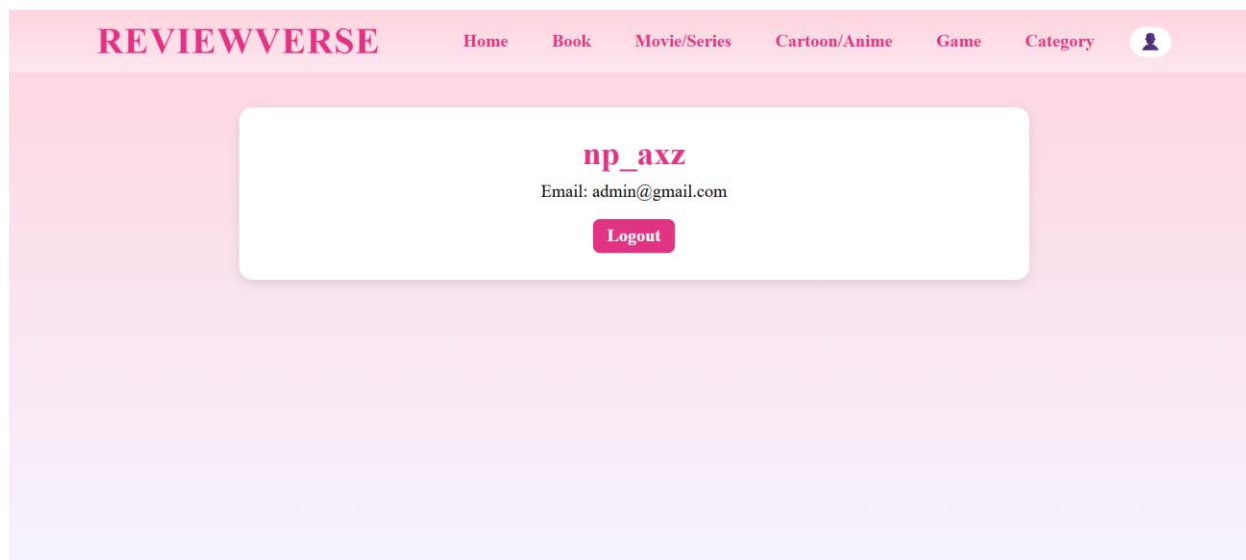 REVIEWVERSE Home Book Movie/Series Cartoon/Anime Game Category
np_axz
Email: admin@gmail.com
Logout